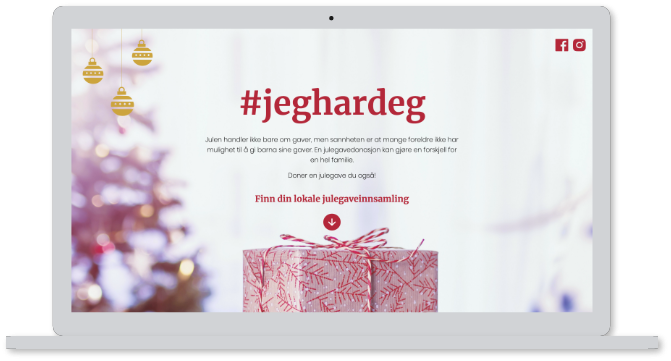 #jeghardeg
Julen handler ikke bare om gaver, men sannheten er at mange foreldre ikke har
mulighet til å gi barna sine gaver. En julegavedonasjon kan gjøre en forskjell for
en hel familie.
Doner en julegave du også!
Finn din lokale julegaveinnsamling